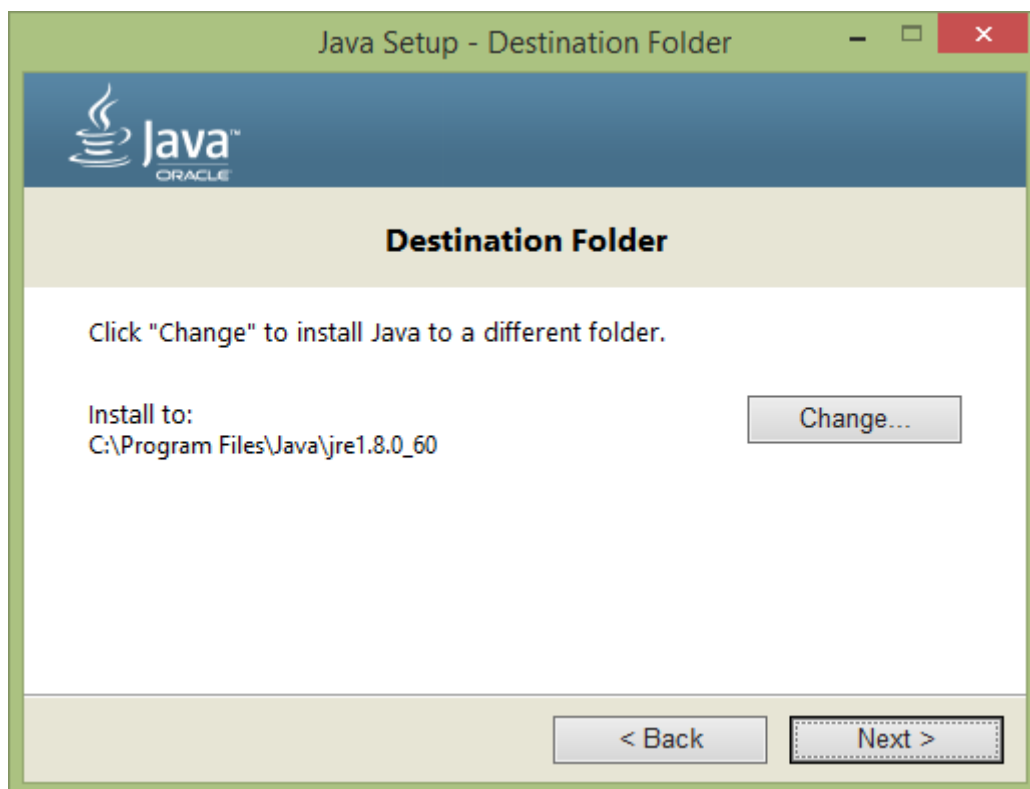 Java Setup - Destination Folder
Java™
ORACLE
Destination Folder
Click "Change" to install Java to a different folder.
Install to:
Change...
C:\Program Files\Java\jre1.8.0_60
< Back
Next >